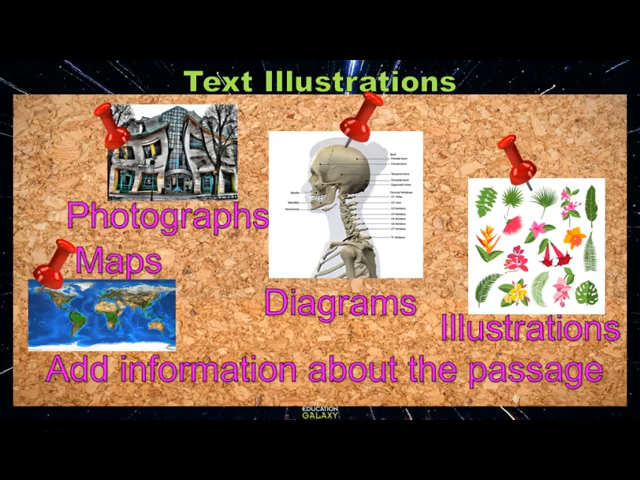 Text Illustrations
Photographs
Maps
Diagrams
Illustrations
Add information about the passage
EDUCATION
GALAXY